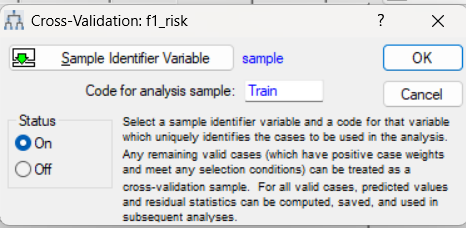 Cross-Validation: f1_risk
Sample Identifier Variable
sample
OK
Code for analysis sample:
Train
Cancel
Status
On
Off
Select a sample identifier variable and a code for that variable
which uniquely identifies the cases to be used in the analysis.
Any remaining valid cases (which have positive case weights
and meet any selection conditions) can be treated as a
cross-validation sample. For all valid cases, predicted values
and residual statistics can be computed, saved, and used in
subsequent analyses.